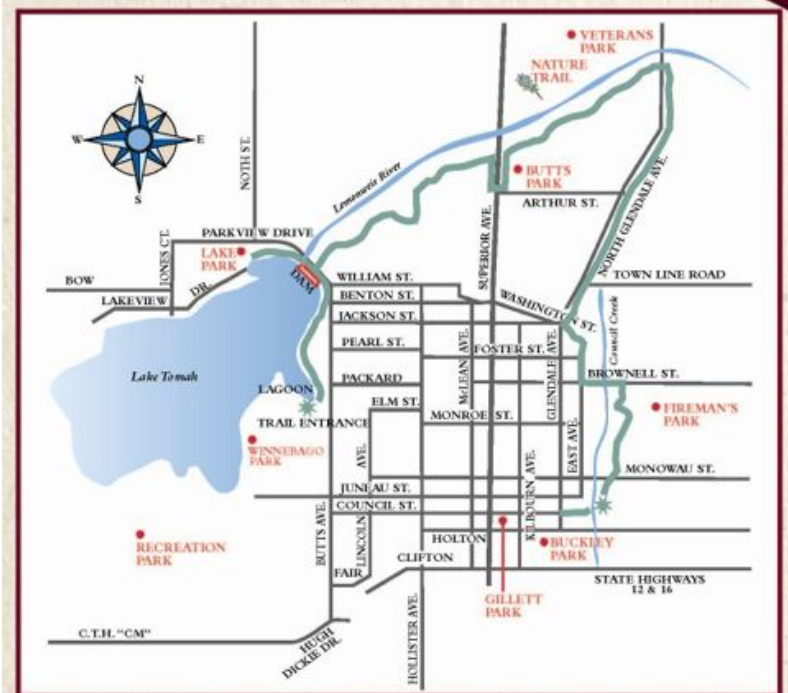 VETERANS
PARK
NATURE
TRAIL
N
W
E
S
NOTH ST.
Lemonweir River
BUTTS
PARK
ARTHUR ST.
NORTH GLENDALE AVE.
SUPERIOR AVE.
PARKVIEW DRIVE
LAKE
PARK
JONES CT.
DAM
BOW
LAKEVIEW
DR.
WILLIAM ST.
TOWN LINE ROAD
BENTON ST.
WASHINGTON ST.
JACKSON ST.
Council Creek
PEARL ST.
FOSTER ST.
McLEAN AVE.
GLENDALE AVE.
Lake Tomah
LAGOON
PACKARD
BROWNELL ST.
ELM ST.
TRAIL ENTRANCE
MONROE ST.
FIREMAN'S
PARK
WINNEBAGO
PARK
AVE.
EAST AVE.
MONOWAU ST.
JUNEAU ST.
COUNCIL ST.
KILBOURN AVE.
BUTTS AVE.
LINCOLN
RECREATION
PARK
HOLTON
BUCKLEY
PARK
CLIFTON
FAIR
STATE HIGHWAYS
12 & 16
GILLETT
PARK
C.T.H. "CM"
HUGH
DICKIE DR.
HOLLISTER AVE.